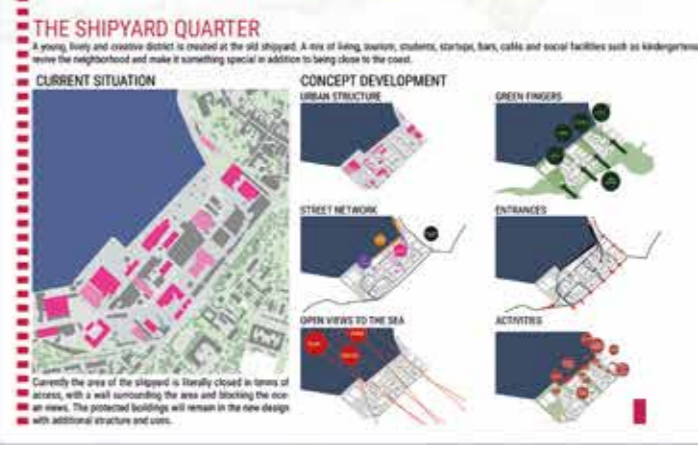 THE SHIPYARD QUARTER
A young, lively and creative district is created at the old shipyard. A mix of living, tourism, students, startups, bars, cafés and social facilities such as kindergartens
revive the neighborhood and make it something special in addition to being close to the coast.
CURRENT SITUATION
CONCEPT DEVELOPMENT
URBAN STRUCTURE
GREEN FINGERS
STREET NETWORK
ENTRANCES
OPEN VIEWS TO THE SEA
ACTIVITIES
Currently the area of the shipyard is literally closed in terms of
access, with a wall surrounding the area and blocking the oce-
an views. The protected buildings will remain in the new design
with additional structure and uses.